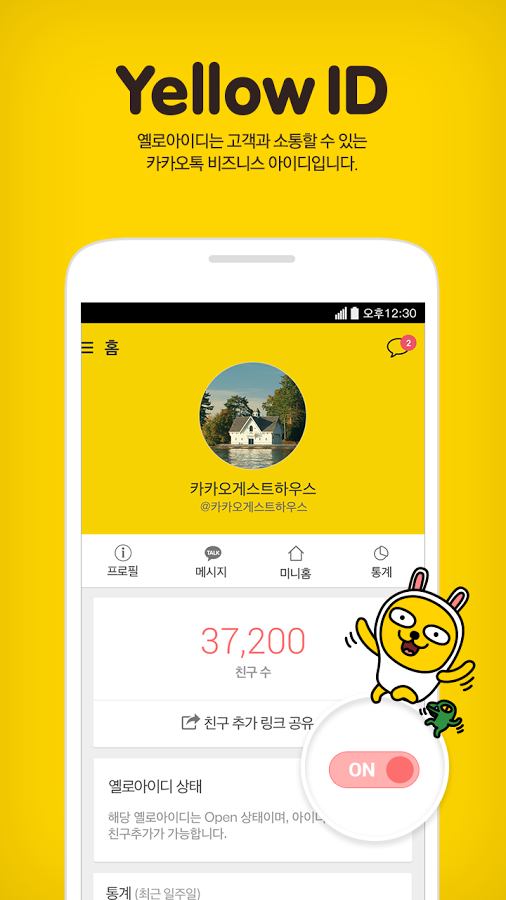 Yellow ID
옐로아이디는 고객과 소통할 수 있는
카카오톡 비즈니스 아이디입니다.
오후12:30
홈
2
카카오게스트하우스
@카카오게스트하우스
프로필
TALK
메시지
미니홈
통계
37,200
친구 수
친구 추가 링크 공유
ON
옐로아이디 상태
해당 옐로아이디는 Open 상태이며,
친구추가가 가능합니다.
통계 (최근 일주일)